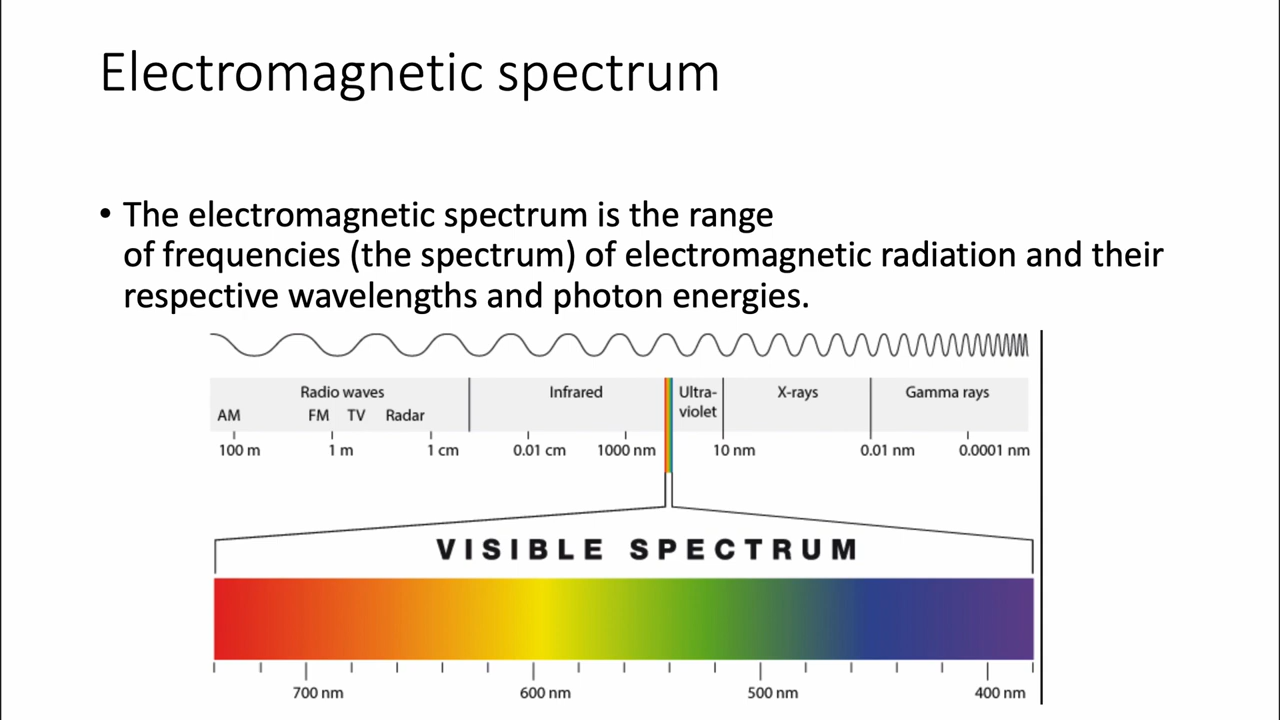 Electromagnetic spectrum
• The electromagnetic spectrum is the range
of frequencies (the spectrum) of electromagnetic radiation and their
respective wavelengths and photon energies.
Radio waves Infrared Ultra- X-rays Gamma rays
violet
AM FM TV Radar
100 m 1 m 1 cm 0.01 cm 1000 nm 10 nm 0.01 nm 0.0001 nm
VISIBLE SPECTRUM
700 nm 600 nm 500 nm 400 nm